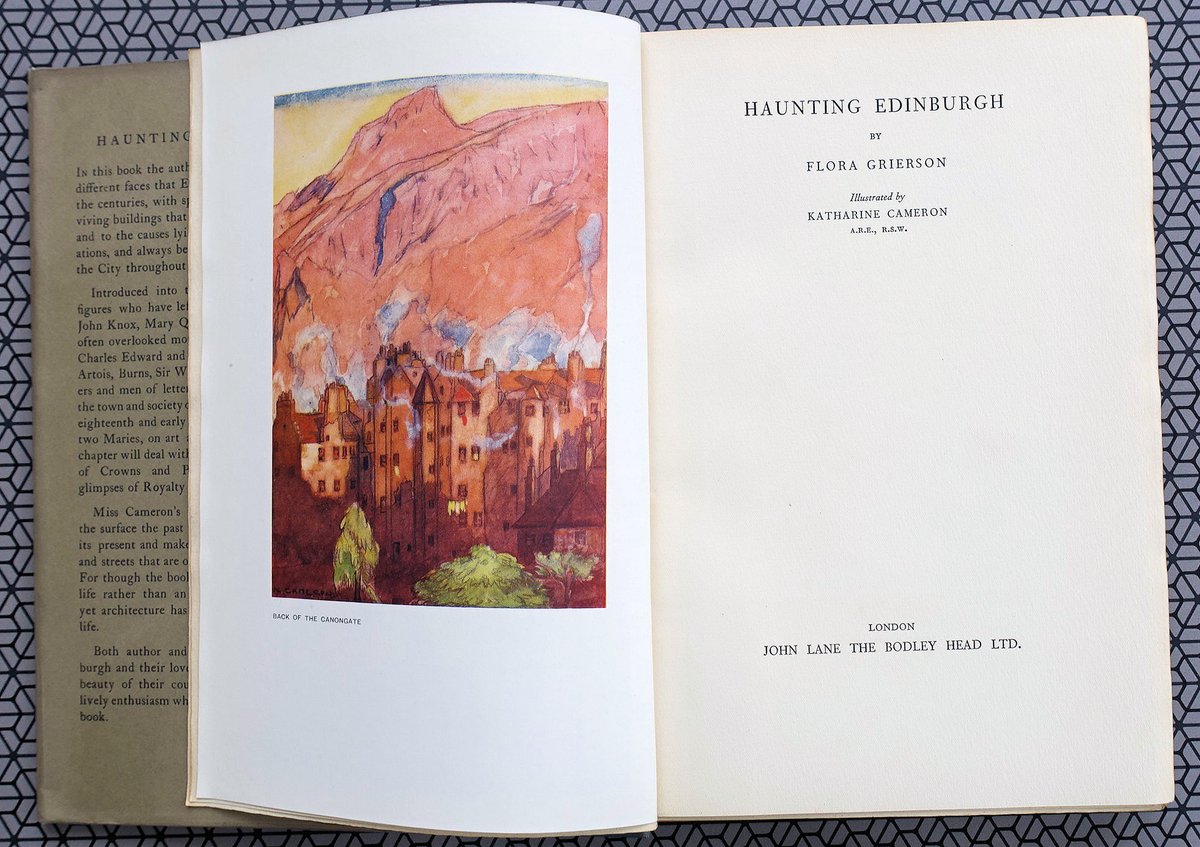 HAUNTING
IN this book the auth
different faces that E
the centuries, with sp
viving buildings that
and to the causes lyi
ations, and always be
the City throughout
Introduced into t
figures who have lef
John Knox, Mary Q
often overlooked mo
Charles Edward and
Artois, Burns, Sir W
ers and men of letter
the town and society o
eighteenth and early
two Maries, on art a
chapter will deal with
of Crowns and P
glimpses of Royalty
Miss Cameron's
the surface the past
its present and make
and streets that are o
For though the book
life rather than an
yet architecture has
life.
Both author and
burgh and their love
beauty of their cou
lively enthusiasm wh
book.
BACK OF THE CANONGATE
HAUNTING EDINBURGH
BY
FLORA GRIERSON
Illustrated by
KATHARINE CAMERON
A.R.E., R.S.W.
LONDON
JOHN LANE THE BODLEY HEAD LTD.